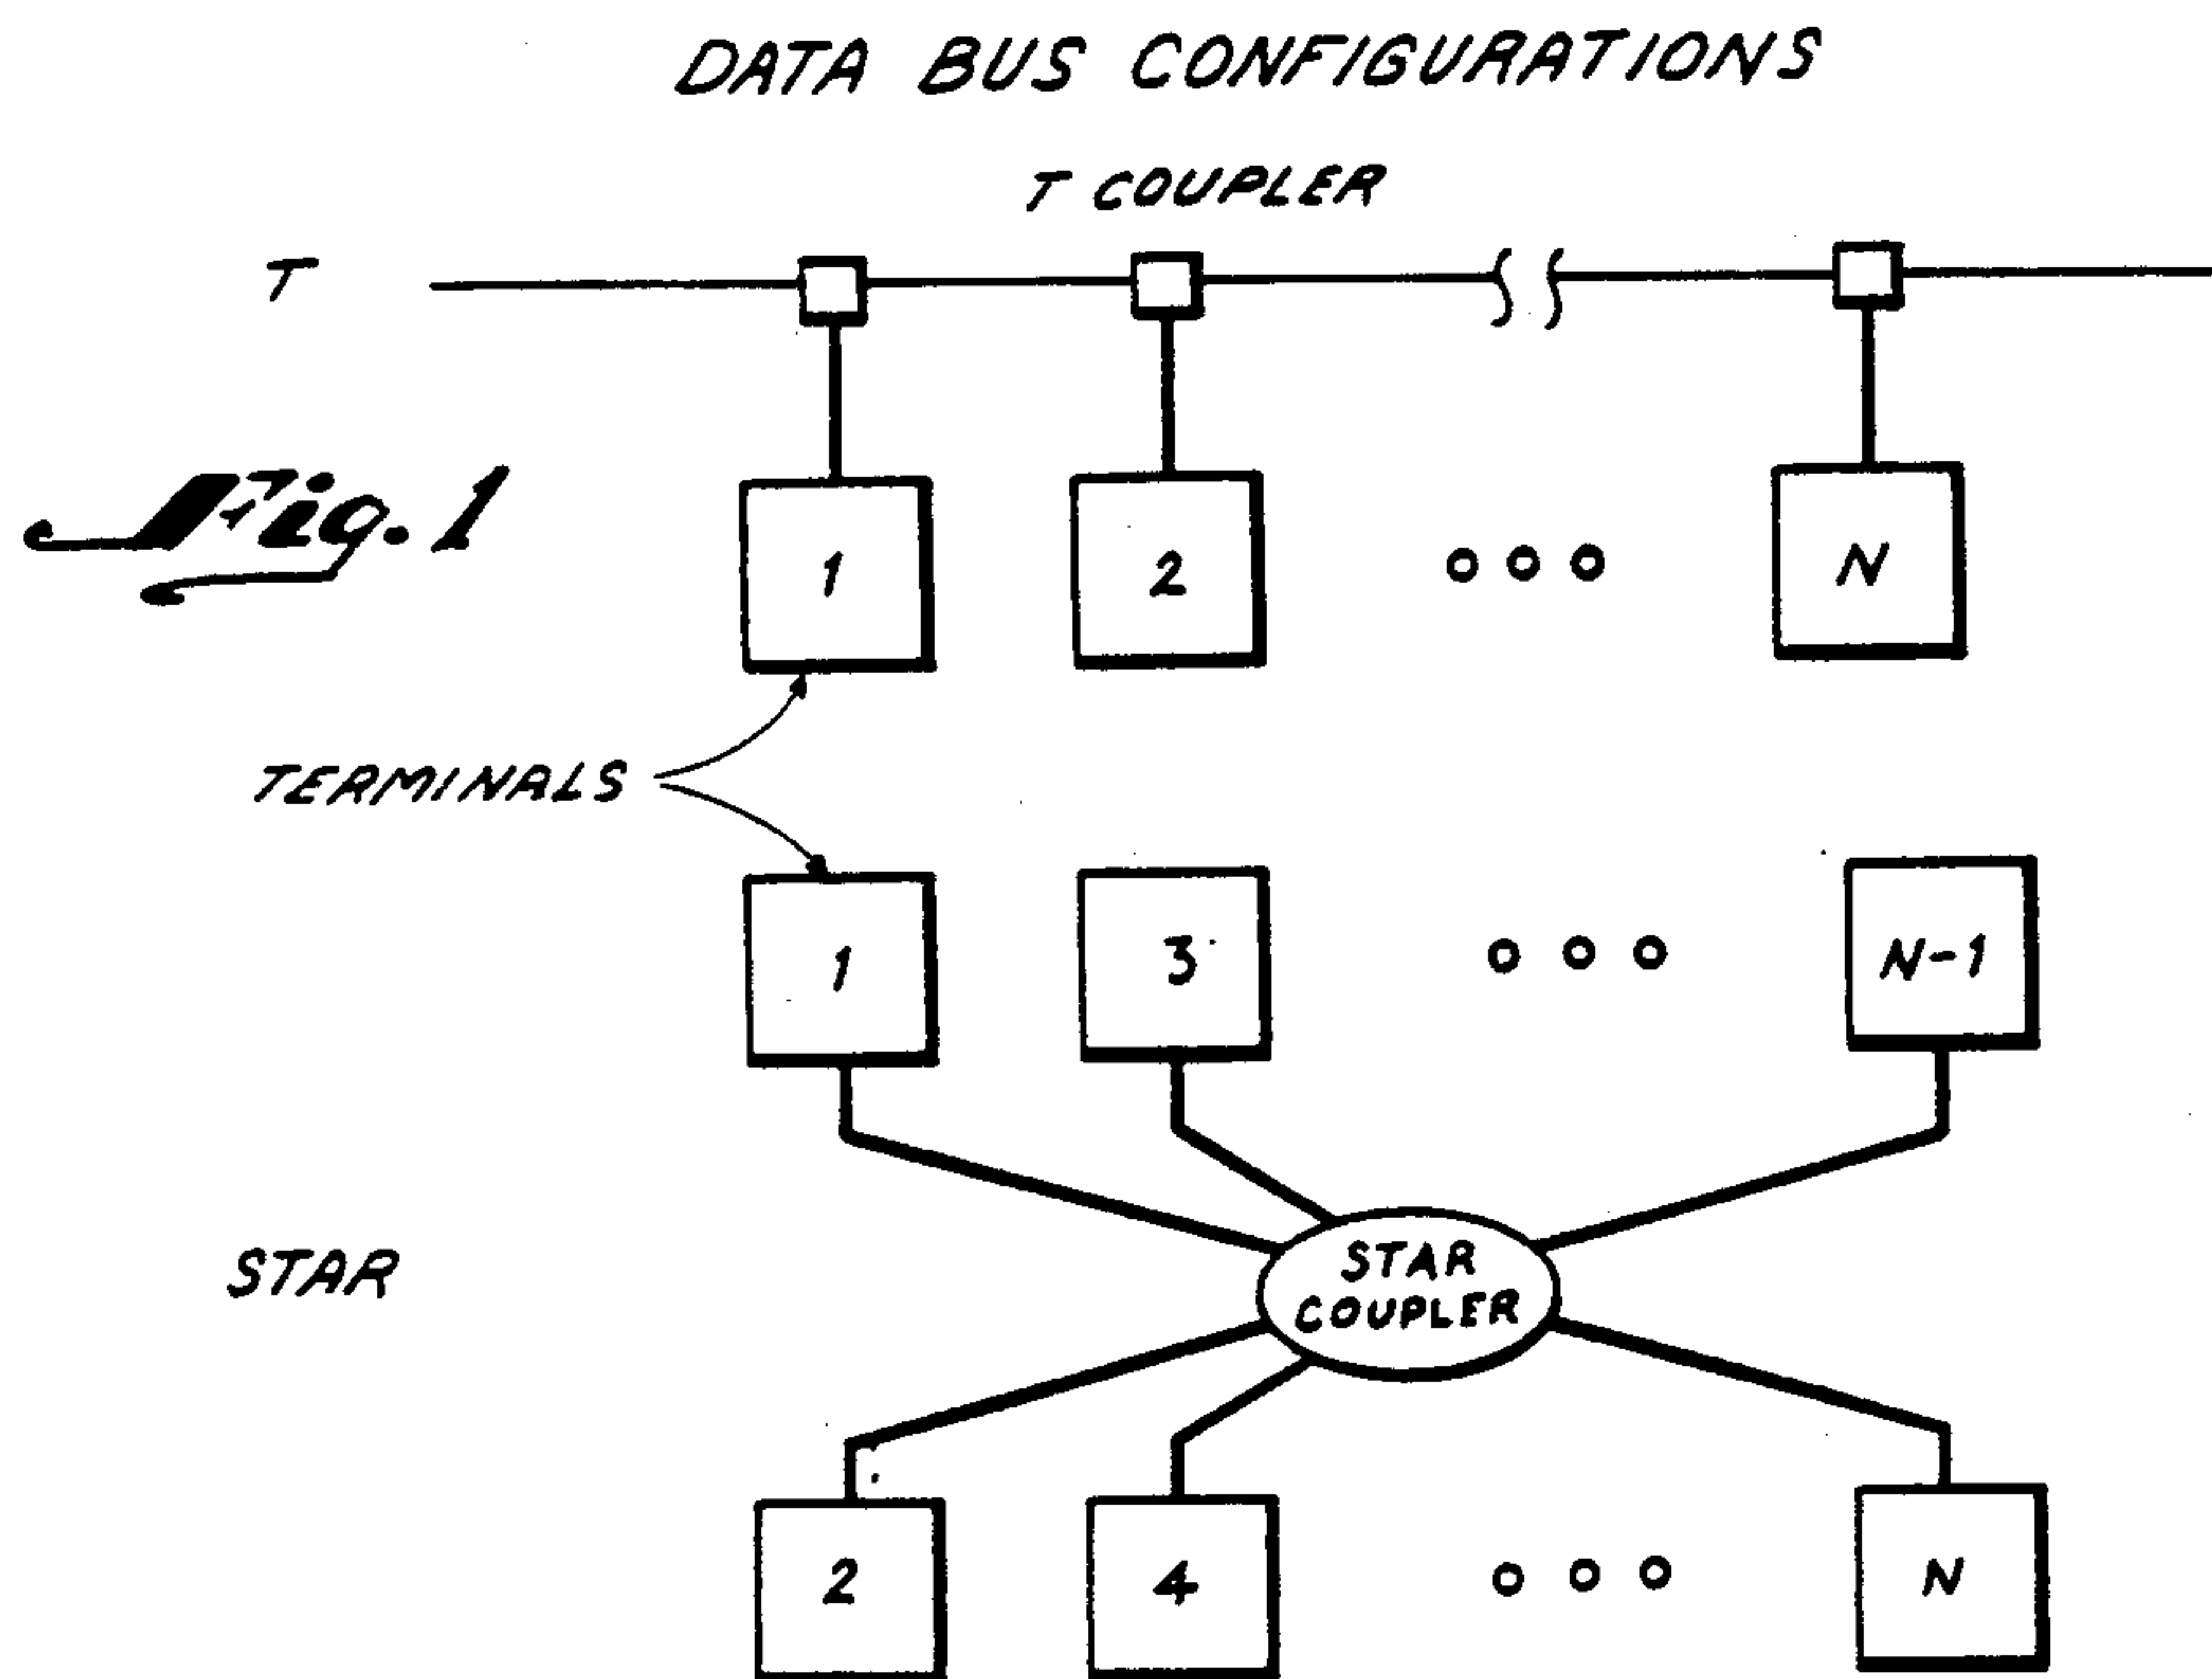 DATA BUS CONFIGURATIONS
T COUPLER
T
Fig. 1
1 2 N
TERMINALS
1 3 N-1
STAR
STAR
COUPLER
2 4 N